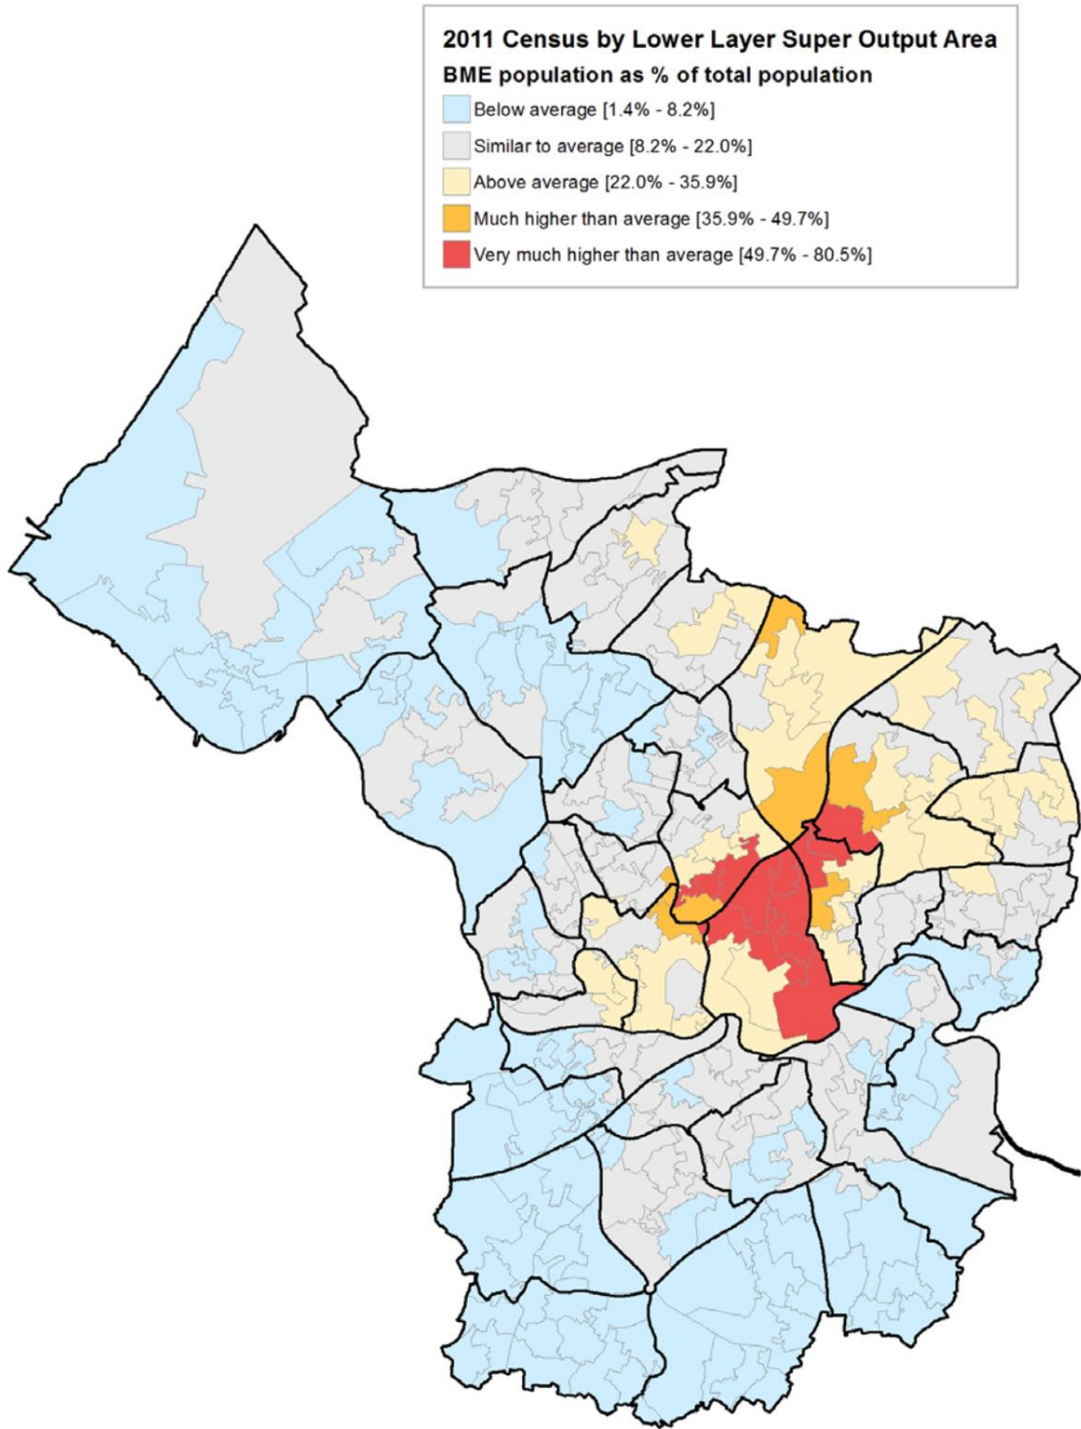 2011 Census by Lower Layer Super Output Area
BME population as % of total population
Below average [1.4% - 8.2%]
Similar to average [8.2% - 22.0%]
Above average [22.0% - 35.9%]
Much higher than average [35.9% - 49.7%]
Very much higher than average [49.7% - 80.5%]